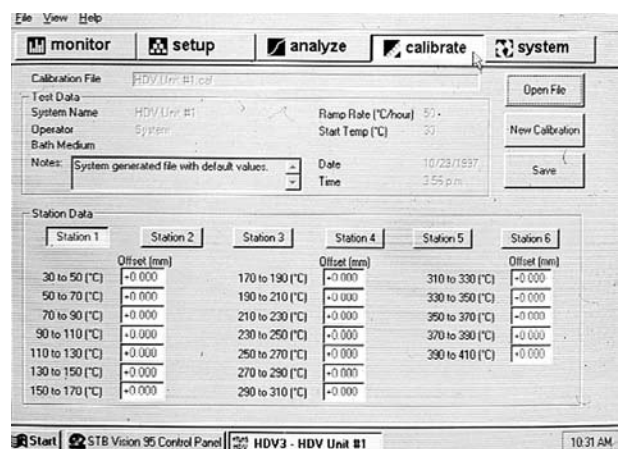 File View Help
monitor setup analyze calibrate system
Calibration File HDV Unit #1.cal Open File
Test Data
System Name HDV Unit #1 Ramp Rate (°C/hour) 50
Operator System Start Temp (°C) 30 New Calibration
Bath Medium
Notes: System generated file with default values. Date 10/23/1997 Save
Time 3:56 p.m.
Station Data
Station 1 Station 2 Station 3 Station 4 Station 5 Station 6
Offset (mm) Offset (mm) Offset (mm)
30 to 50 (°C) +0.000 170 to 190 (°C) +0.000 310 to 330 (°C) +0.000
50 to 70 (°C) +0.000 190 to 210 (°C) +0.000 330 to 350 (°C) +0.000
70 to 90 (°C) +0.000 210 to 230 (°C) +0.000 350 to 370 (°C) +0.000
90 to 110 (°C) +0.000 230 to 250 (°C) +0.000 370 to 390 (°C) +0.000
110 to 130 (°C) +0.000 250 to 270 (°C) +0.000 390 to 410 (°C) +0.000
130 to 150 (°C) +0.000 270 to 290 (°C) +0.000
150 to 170 (°C) +0.000 290 to 310 (°C) +0.000
Start STB Vision 95 Control Panel HDV3 - HDV Unit #1 10:31 AM